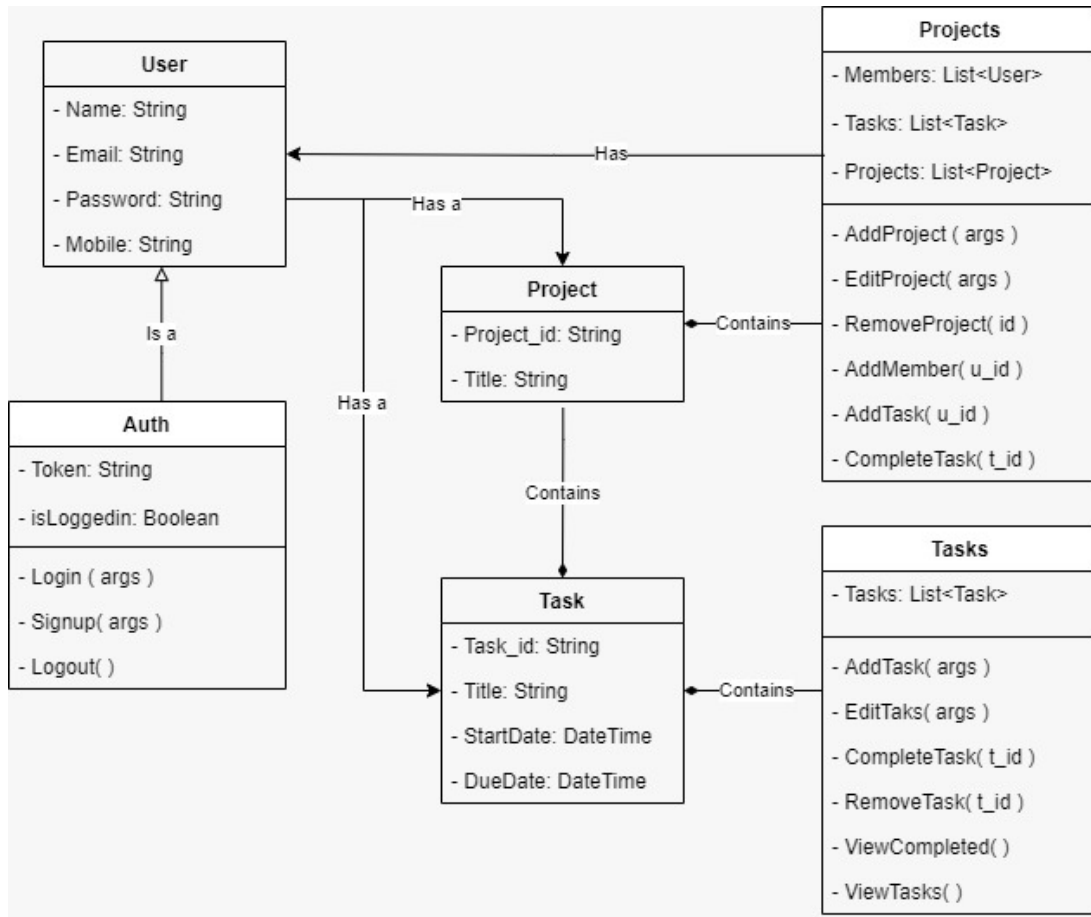 User
- Name: String
- Email: String
- Password: String
- Mobile: String
Projects
- Members: List<User>
- Tasks: List<Task>
- Projects: List<Project>
- AddProject ( args )
- EditProject( args )
- RemoveProject( id )
- AddMember( u_id )
- AddTask( u_id )
- CompleteTask( t_id )
Has
Has a
Is a
Project
- Project_id: String
- Title: String
Contains
Has a
Auth
- Token: String
- isLoggedin: Boolean
- Login ( args )
- Signup( args )
- Logout( )
Contains
Task
- Task_id: String
- Title: String
- StartDate: DateTime
- DueDate: DateTime
Contains
Tasks
- Tasks: List<Task>
- AddTask( args )
- EditTaks( args )
- CompleteTask( t_id )
- RemoveTask( t_id )
- ViewCompleted( )
- ViewTasks( )